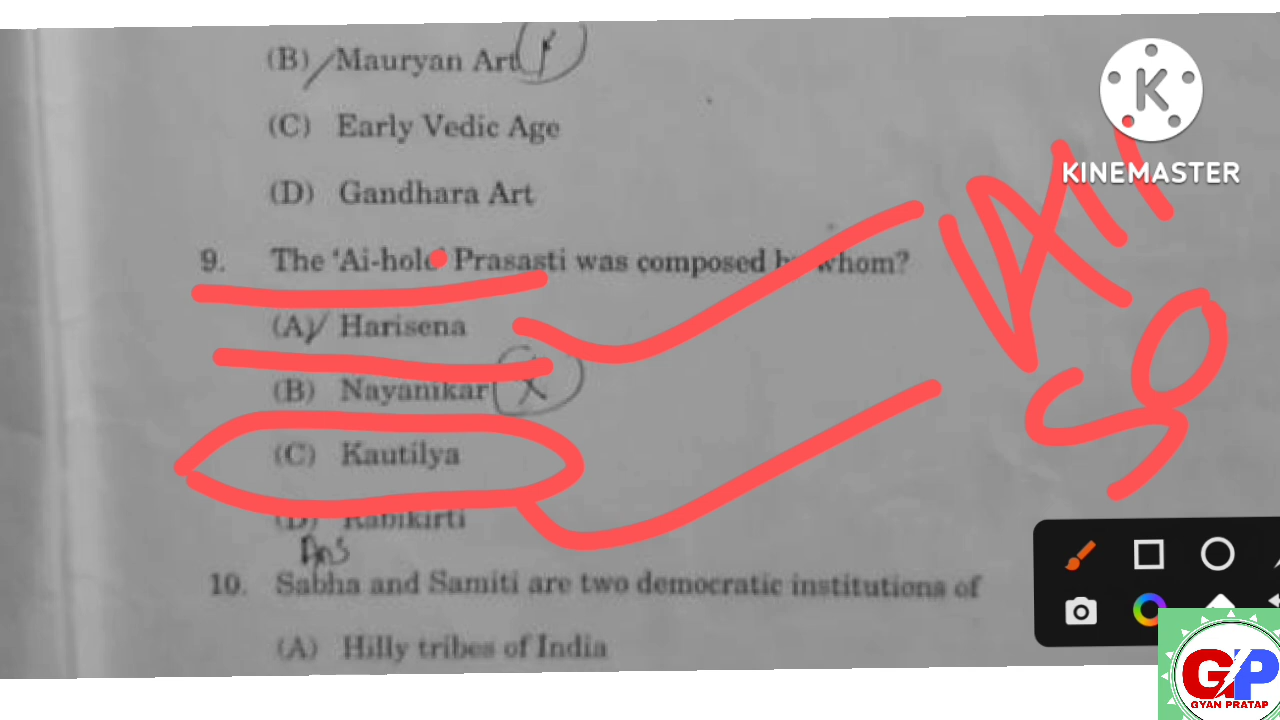 (B) Mauryan Art
(C) Early Vedic Age
(D) Gandhara Art
9. The 'Ai-hole' Prasasti was composed by whom?
(A) Harisena
(B) Nayanikar
(C) Kautilya
(D) Rabikirti
Ans
10. Sabha and Samiti are two democratic institutions of
(A) Hilly tribes of India
K
KINEMASTER
GP
GYAN PRATAP